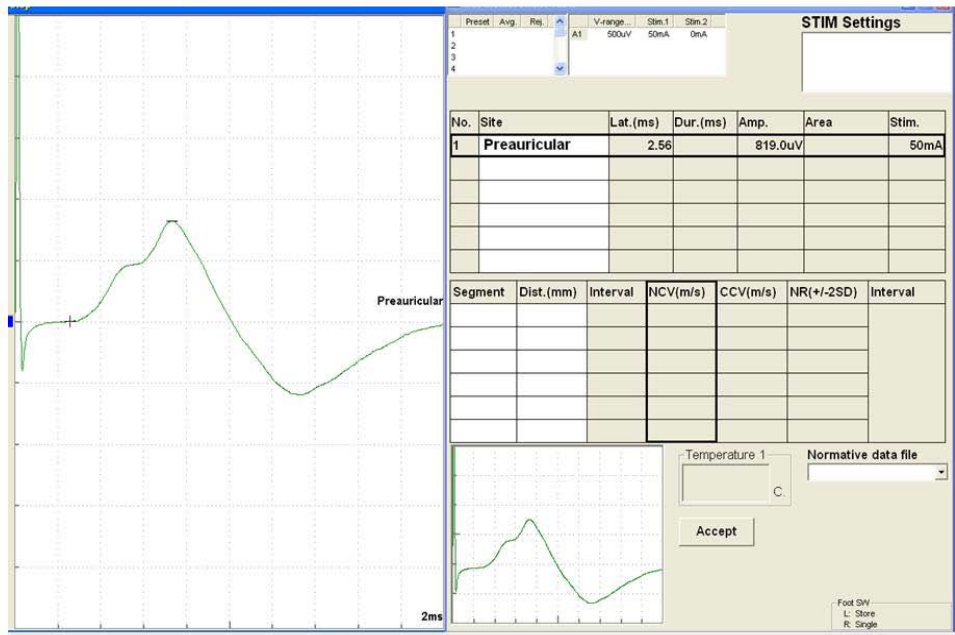 Preset Avg. Rej.
1
2
3
4
V-range... Stim.1 Stim.2
A1 500uV 50mA 0mA
STIM Settings
No. Site Lat.(ms) Dur.(ms) Amp. Area Stim.
1 Preauricular 2.56 819.0uV 50mA
Preauricular
2ms
Segment Dist.(mm) Interval NCV(m/s) CCV(m/s) NR(+/-2SD) Interval
Temperature 1
C.
Normative data file
Accept
Foot SW
L: Store
R: Single